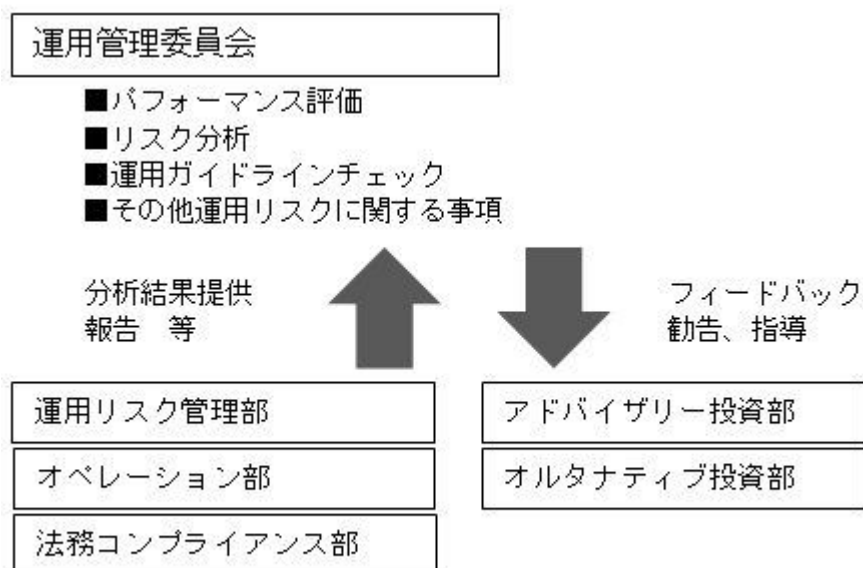 運用管理委員会
■パフォーマンス評価
■リスク分析
■運用ガイドラインチェック
■その他運用リスクに関する事項
分析結果提供
報告　等
フィードバック
勧告、指導
運用リスク管理部
オペレーション部
法務コンプライアンス部
アドバイザリー投資部
オルタナティブ投資部